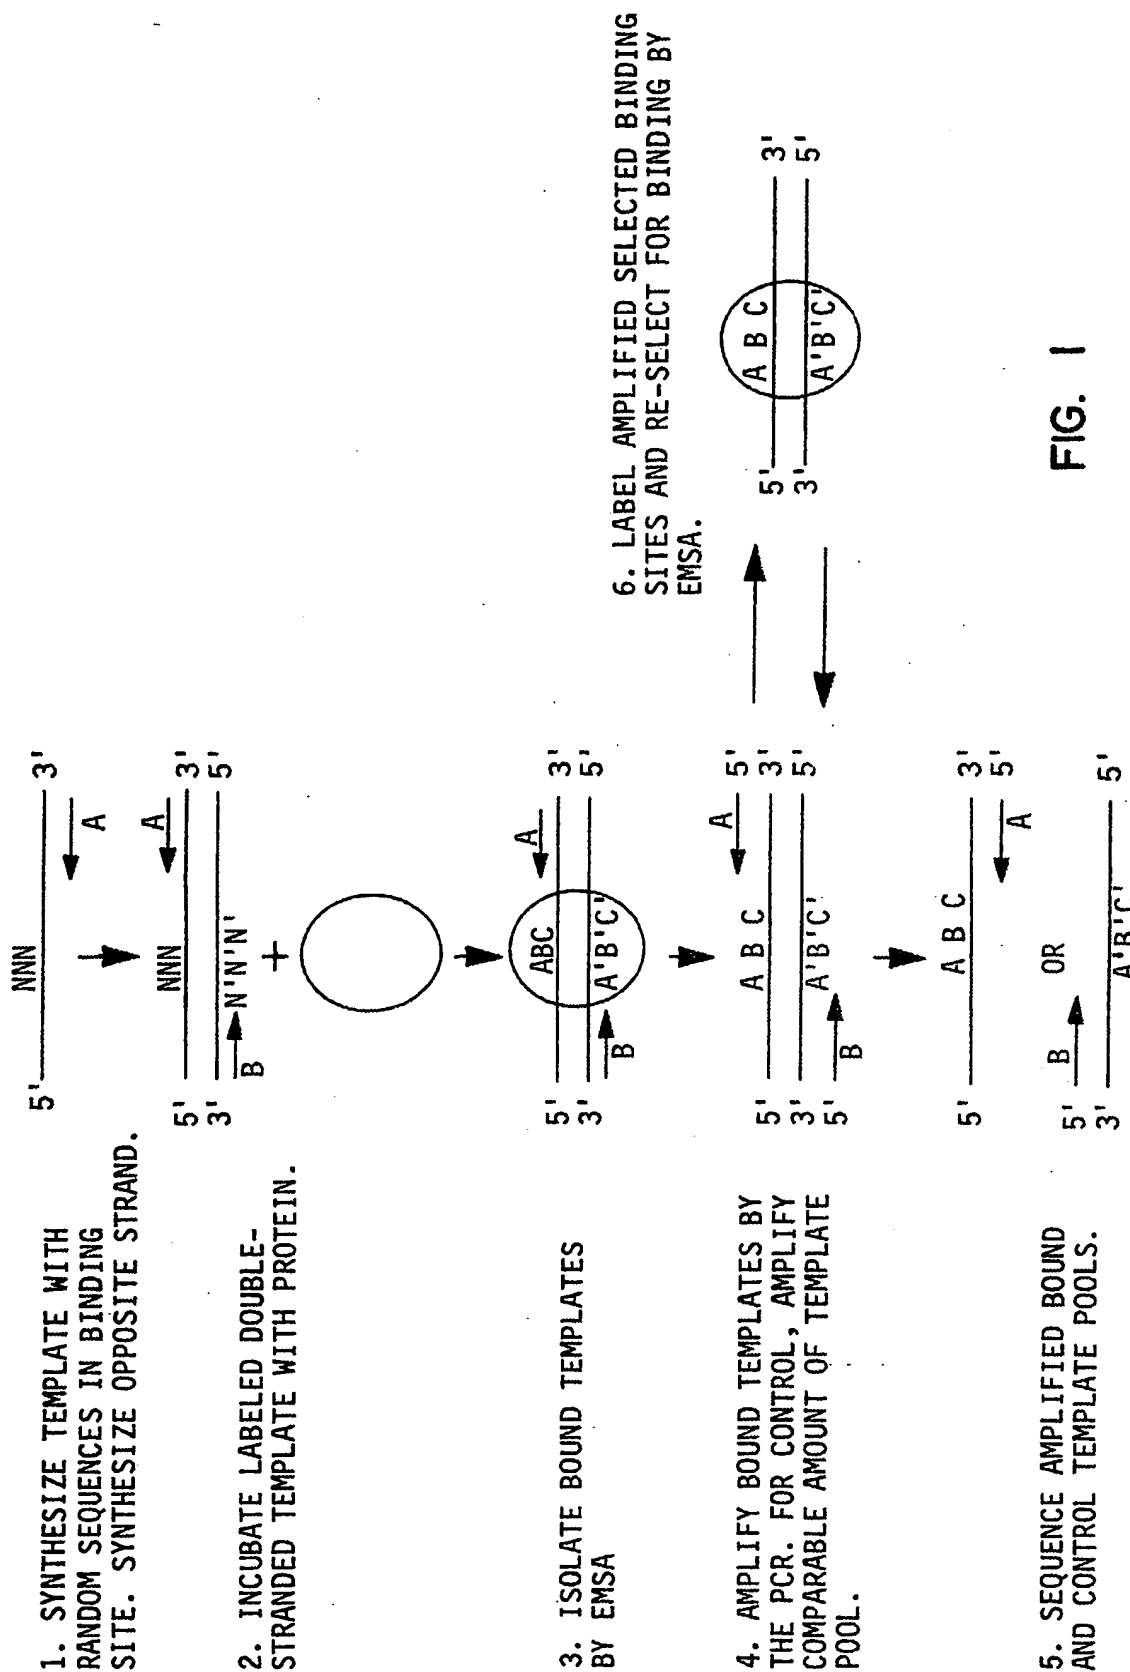 1. SYNTHESIZE TEMPLATE WITH
RANDOM SEQUENCES IN BINDING
SITE. SYNTHESIZE OPPOSITE STRAND.
NNN
5' 3'
A
2. INCUBATE LABELED DOUBLE-
STRANDED TEMPLATE WITH PROTEIN.
A
NNN
5' 3'
3' 5'
N'N'N'
B
+
3. ISOLATE BOUND TEMPLATES
BY EMSA
A
ABC
5' 3'
3' 5'
A'B'C'
B
4. AMPLIFY BOUND TEMPLATES BY
THE PCR. FOR CONTROL, AMPLIFY
COMPARABLE AMOUNT OF TEMPLATE
POOL.
A
5'
A B C
5' 3'
3' 5'
A'B'C'
5'
B
5. SEQUENCE AMPLIFIED BOUND
AND CONTROL TEMPLATE POOLS.
A B C
5' 3'
5'
A
OR
B
5'
3' 5'
A'B'C'
6. LABEL AMPLIFIED SELECTED BINDING
SITES AND RE-SELECT FOR BINDING BY
EMSA.
A B C
5' 3'
3' 5'
A'B'C'
FIG. 1